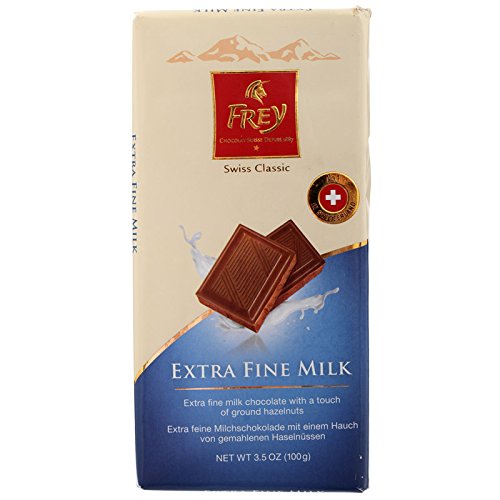 FREY
CHOCOLAT SUISSE DEPUIS 1887
Swiss Classic
EXTRA FINE MILK
EXTRA FINE MILK
Extra fine milk chocolate with a touch
of ground hazelnuts
Extra feine Milchschokolade mit einem Hauch
von gemahlenen Haselnüssen
NET WT 3.5 OZ (100g)